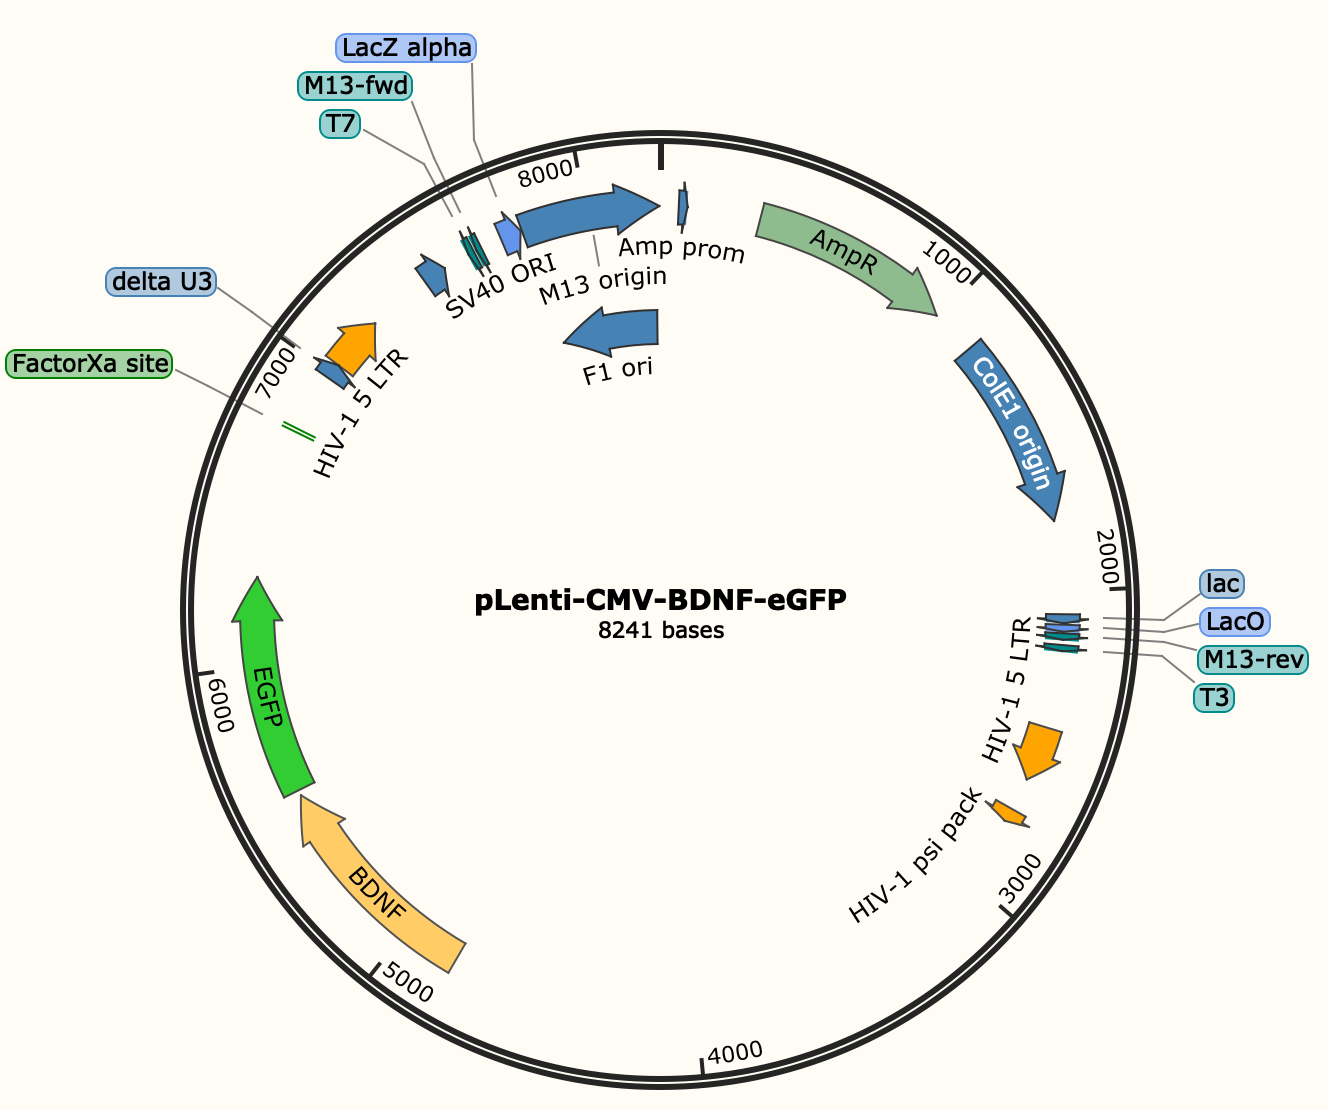 LacZ alpha
M13-fwd
T7
8000
Amp prom
AmpR
1000
SV40 ORI
M13 origin
F1 ori
delta U3
7000
FactorXa site
HIV-1 5 LTR
ColE1 origin
2000
pLenti-CMV-BDNF-eGFP
8241 bases
lac
LacO
M13-rev
T3
HIV-1 5 LTR
EGFP
6000
HIV-1 psi pack
3000
BDNF
5000
4000